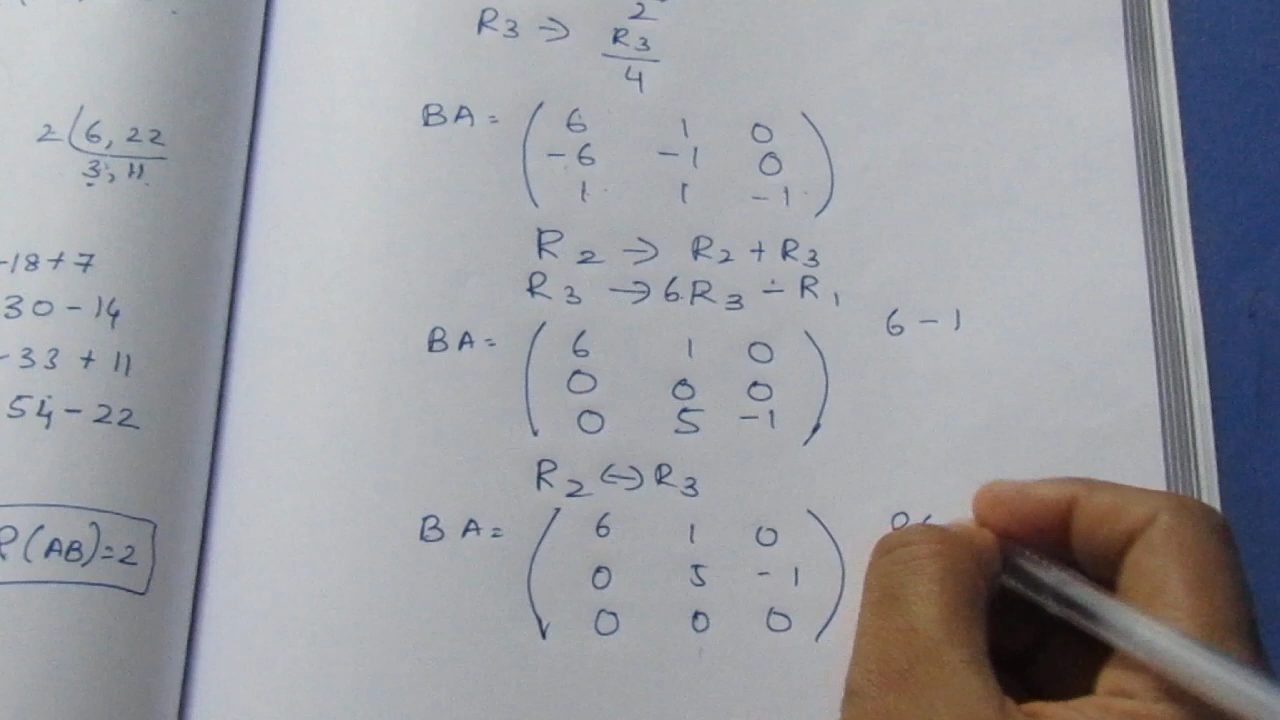 2(6, 22
3, 11
-18+7
30-14
-33+11
54-22
(AB)=2
2
R3 → R3/4
BA= ( 6 1 0
-6 -1 0
1 1 -1 )
R2 → R2 + R3
R3 → 6R3 - R1
6-1
BA= ( 6 1 0
0 0 0
0 5 -1 )
R2 ↔ R3
BA= ( 6 1 0
0 5 -1
0 0 0 )